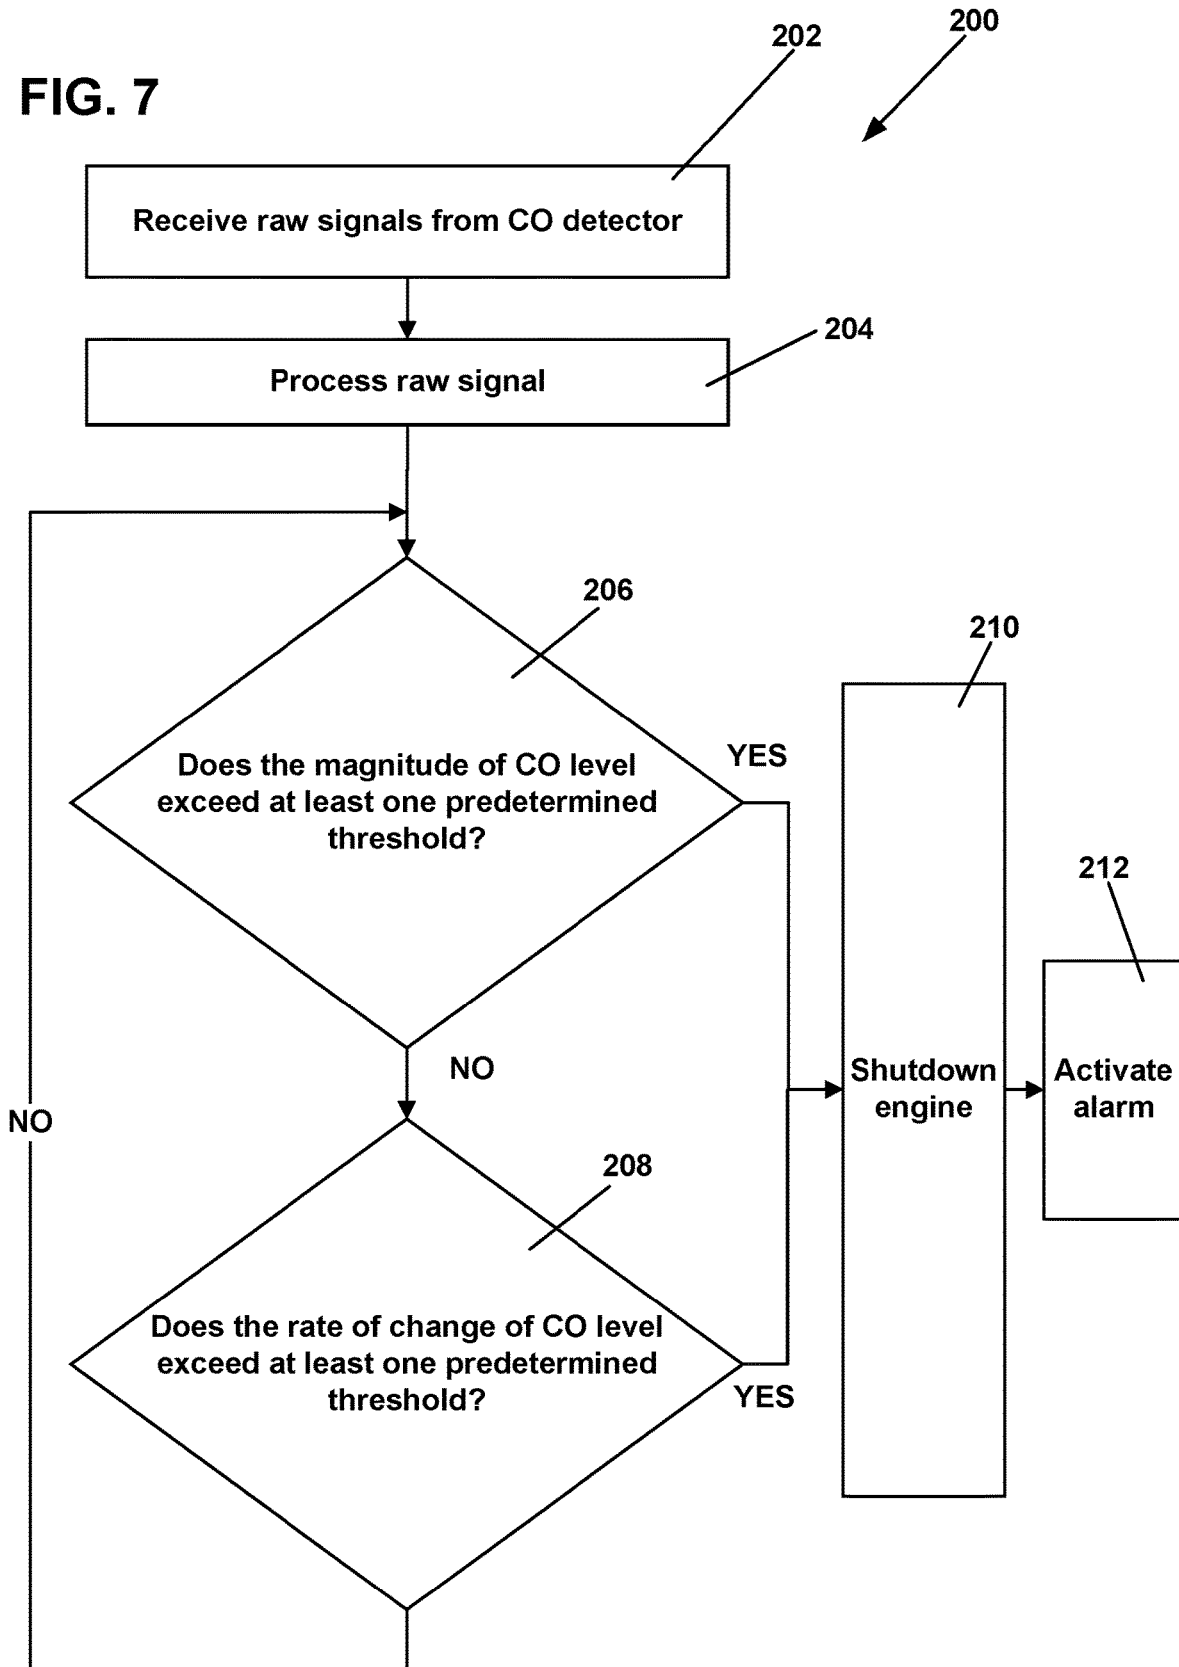 202
200
FIG. 7
Receive raw signals from CO detector
204
Process raw signal
206
210
Does the magnitude of CO level
exceed at least one predetermined
threshold?
YES
212
NO
Shutdown
engine
Activate
alarm
NO
208
Does the rate of change of CO level
exceed at least one predetermined
threshold?
YES